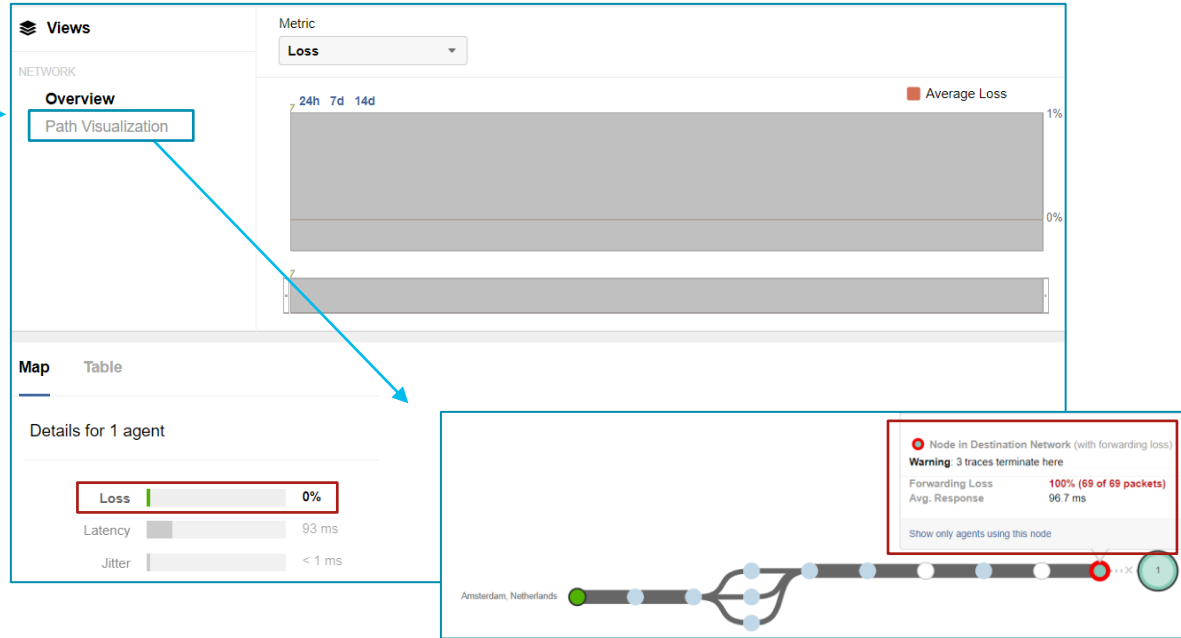 Views
NETWORK
Overview
Path Visualization
Metric
Loss
24h 7d 14d
Average Loss
1%
0%
7
7
Map Table
Details for 1 agent
Loss 0%
Latency 93 ms
Jitter < 1 ms
Node in Destination Network (with forwarding loss)
Warning: 3 traces terminate here
Forwarding Loss 100% (69 of 69 packets)
Avg. Response 96.7 ms
Show only agents using this node
Amsterdam, Netherlands
1